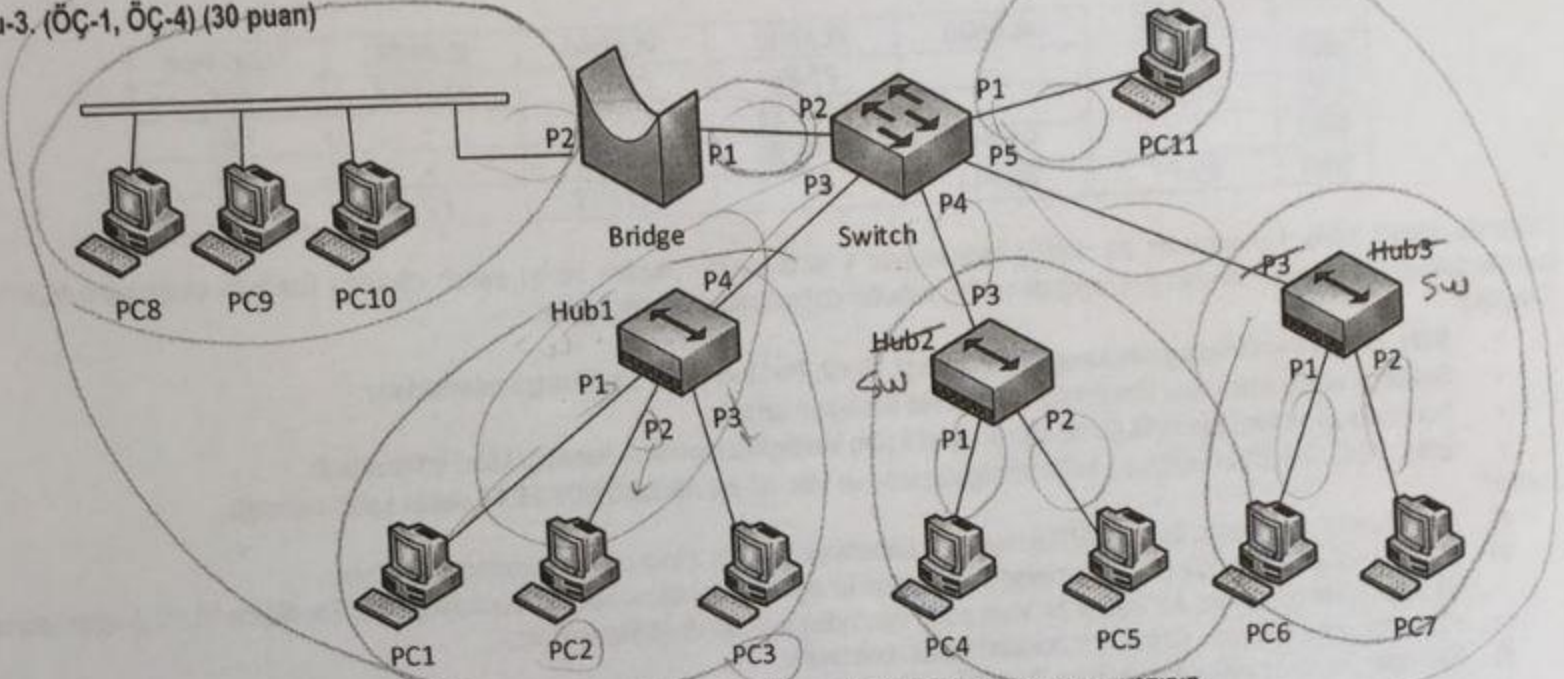 ı-3. (ÖÇ-1, ÖÇ-4) (30 puan)
P1
P2
P2
P1
PC11
P5
P3
P4
Bridge
Switch
PC8
PC9
PC10
P4
P3
P3
Hub3
SW
Hub1
Hub2
SW
P1
P2
P3
P1
P2
P1
P2
PC1
PC2
PC3
PC4
PC5
PC6
PC7